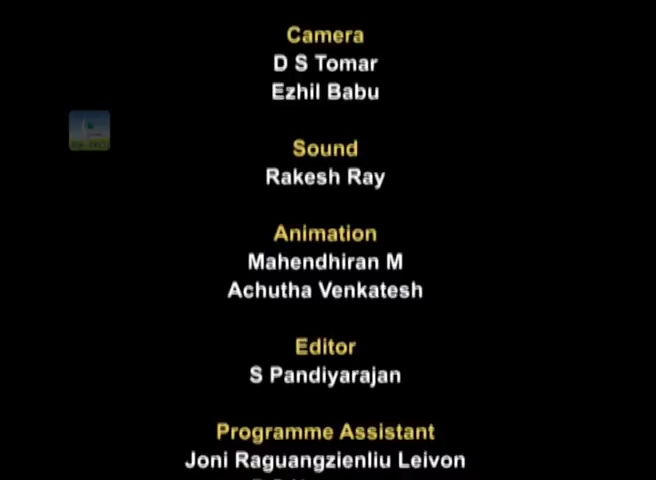 Camera
D S Tomar
Ezhil Babu
Sound
Rakesh Ray
Animation
Mahendhiran M
Achutha Venkatesh
Editor
S Pandiyarajan
Programme Assistant
Joni Raguangzienliu Leivon